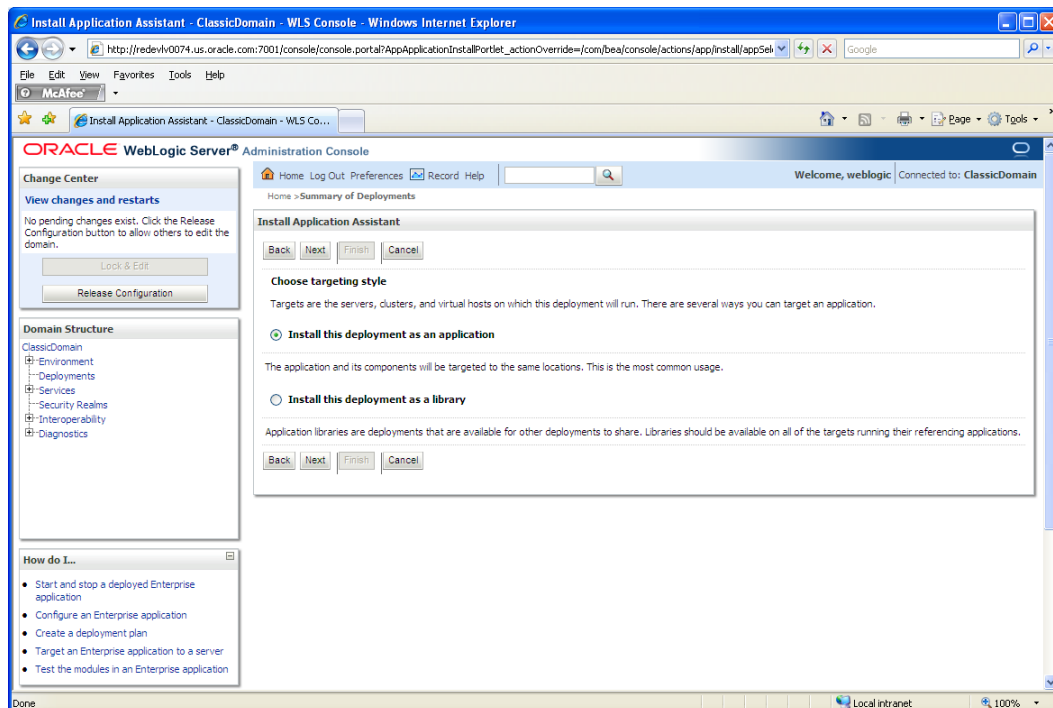 Install Application Assistant - ClassicDomain - WLS Console - Windows Internet Explorer
http://redevlv0074.us.oracle.com:7001/console/console.portal?AppApplicationInstallPortlet_actionOverride=/com/bea/console/actions/app/install/appSel
Google
File Edit View Favorites Tools Help
McAfee
Install Application Assistant - ClassicDomain - WLS Co...
Page Tools
ORACLE WebLogic Server® Administration Console
Change Center
View changes and restarts
No pending changes exist. Click the Release
Configuration button to allow others to edit the
domain.
Lock & Edit
Release Configuration
Domain Structure
ClassicDomain
Environment
Deployments
Services
Security Realms
Interoperability
Diagnostics
How do I...
Start and stop a deployed Enterprise
application
Configure an Enterprise application
Create a deployment plan
Target an Enterprise application to a server
Test the modules in an Enterprise application
Home Log Out Preferences Record Help
Welcome, weblogic Connected to: ClassicDomain
Home >Summary of Deployments
Install Application Assistant
Back Next Finish Cancel
Choose targeting style
Targets are the servers, clusters, and virtual hosts on which this deployment will run. There are several ways you can target an application.
Install this deployment as an application
The application and its components will be targeted to the same locations. This is the most common usage.
Install this deployment as a library
Application libraries are deployments that are available for other deployments to share. Libraries should be available on all of the targets running their referencing applications.
Back Next Finish Cancel
Done
Local intranet
100%